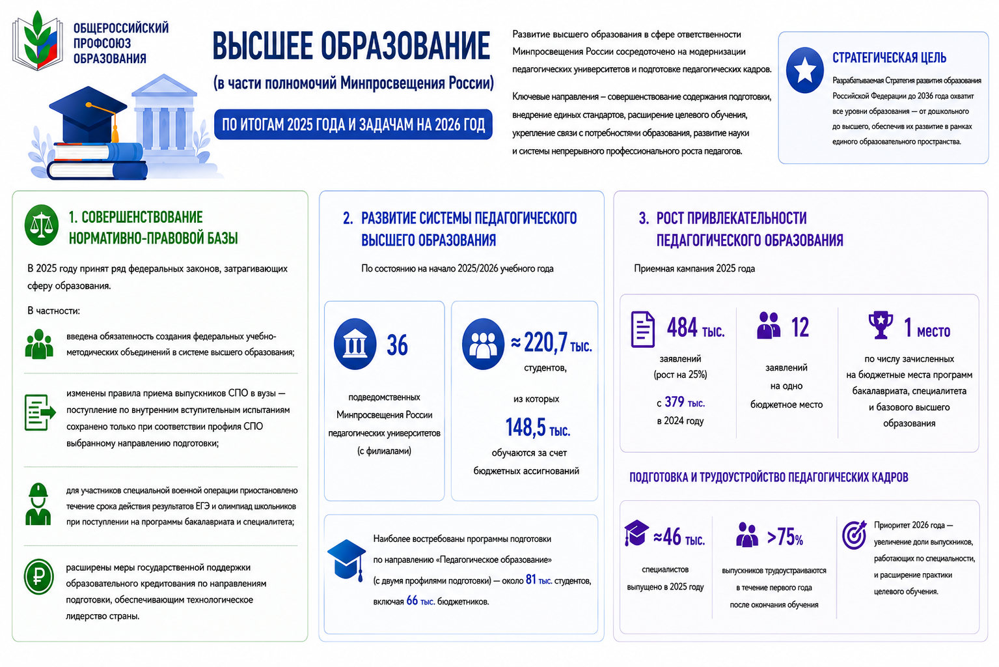 ОБЩЕРОССИЙСКИЙ
ПРОФСОЮЗ
ОБРАЗОВАНИЯ
ВЫСШЕЕ ОБРАЗОВАНИЕ
(в части полномочий Минпросвещения России)
ПО ИТОГАМ 2025 ГОДА И ЗАДАЧАМ НА 2026 ГОД
Развитие высшего образования в сфере ответственности
Минпросвещения России сосредоточено на модернизации
педагогических университетов и подготовке педагогических кадров.
Ключевые направления – совершенствование содержания подготовки,
внедрение единых стандартов, расширение целевого обучения,
укрепление связи с потребностями образования, развитие науки
и системы непрерывного профессионального роста педагогов.
СТРАТЕГИЧЕСКАЯ ЦЕЛЬ
Разрабатываемая Стратегия развития образования
Российской Федерации до 2036 года охватит
все уровни образования — от дошкольного
до высшего, обеспечив их развитие в рамках
единого образовательного пространства.
1. СОВЕРШЕНСТВОВАНИЕ
НОРМАТИВНО-ПРАВОВОЙ БАЗЫ
В 2025 году принят ряд федеральных законов, затрагивающих
сферу образования.
В частности:
введена обязательность создания федеральных учебно-
методических объединений в системе высшего образования;
изменены правила приема выпускников СПО в вузы —
поступление по внутренним вступительным испытаниям
сохранено только при соответствии профиля СПО
выбранному направлению подготовки;
для участников специальной военной операции приостановлено
течение срока действия результатов ЕГЭ и олимпиад школьников
при поступлении на программы бакалавриата и специалитета;
₽
расширены меры государственной поддержки
образовательного кредитования по направлениям
подготовки, обеспечивающим технологическое
лидерство страны.
2. РАЗВИТИЕ СИСТЕМЫ ПЕДАГОГИЧЕСКОГО
ВЫСШЕГО ОБРАЗОВАНИЯ
По состоянию на начало 2025/2026 учебного года
36
подведомственных
Минпросвещения России
педагогических университетов
(с филиалами)
≈ 220,7 тыс.
студентов,
из которых
148,5 тыс.
обучаются за счет
бюджетных ассигнований
Наиболее востребованы программы подготовки
по направлению «Педагогическое образование»
(с двумя профилями подготовки) — около 81 тыс. студентов,
включая 66 тыс. бюджетников.
3. РОСТ ПРИВЛЕКАТЕЛЬНОСТИ
ПЕДАГОГИЧЕСКОГО ОБРАЗОВАНИЯ
Приемная кампания 2025 года
484 тыс.
заявлений
(рост на 25%)
с 379 тыс.
в 2024 году
12
заявлений
на одно
бюджетное место
1 место
по числу зачисленных
на бюджетные места программ
бакалавриата, специалитета
и базового высшего
образования
ПОДГОТОВКА И ТРУДОУСТРОЙСТВО ПЕДАГОГИЧЕСКИХ КАДРОВ
≈46 тыс.
специалистов
выпущено в 2025 году
>75%
выпускников трудоустраиваются
в течение первого года
после окончания обучения
Приоритет 2026 года —
увеличение доли выпускников,
работающих по специальности,
и расширение практики
целевого обучения.